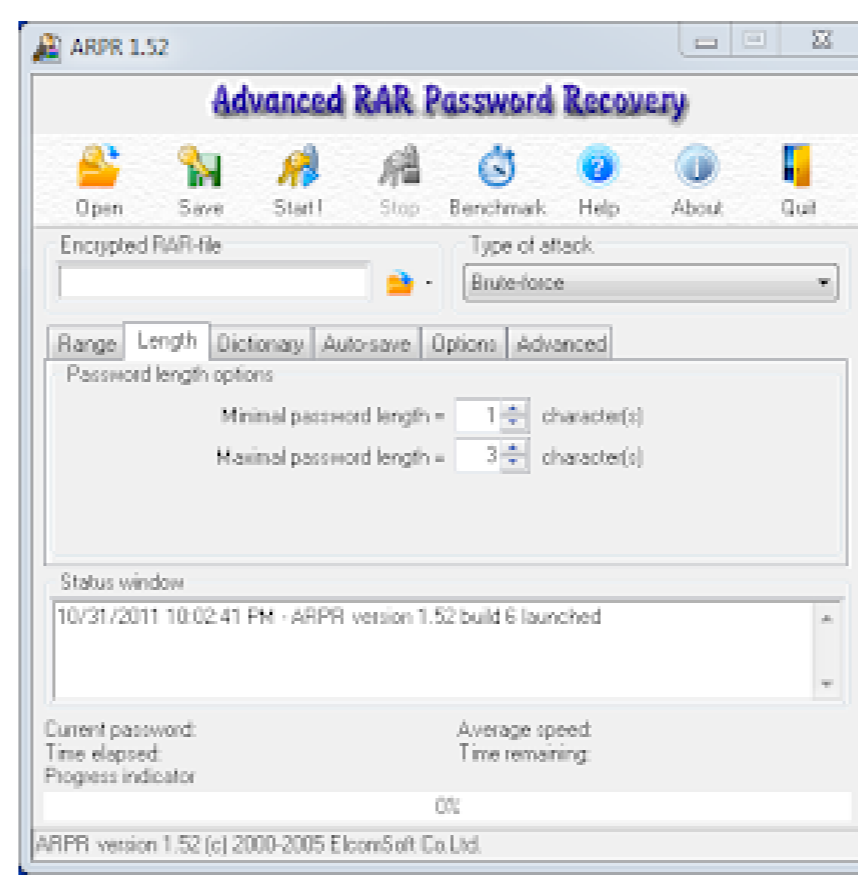 ARPR 1.52
Advanced RAR Password Recovery
Open Save Start! Stop Benchmark Help About Quit
Encrypted RAR-file Type of attack
Brute-force
Range Length Dictionary Auto-save Options Advanced
Password length options
Minimal password length = 1 character(s)
Maximal password length = 3 character(s)
Status window
10/31/2011 10:02:41 PM - ARPR version 1.52 build 6 launched
Current password: Average speed:
Time elapsed: Time remaining:
Progress indicator
0%
ARPR version 1.52 (c) 2000-2005 ElcomSoft Co.Ltd.